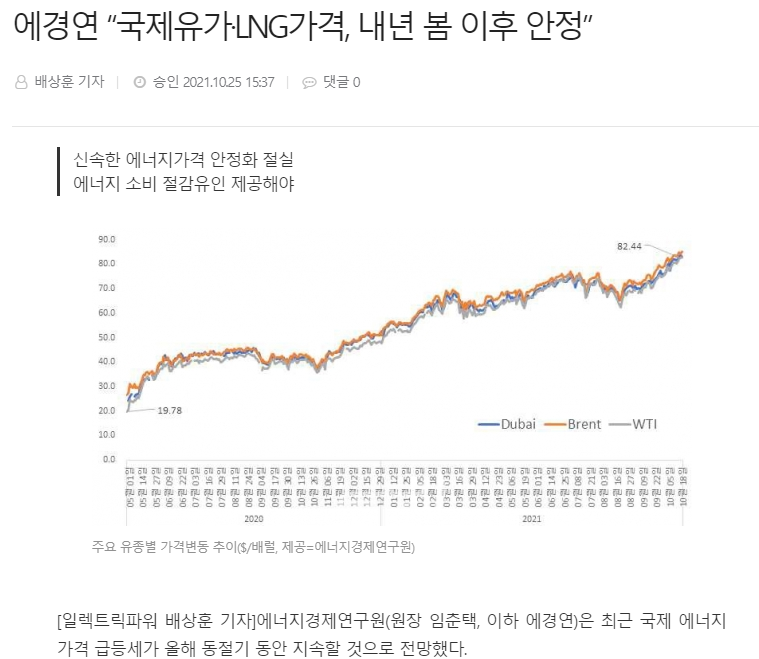 에경연 “국제유가·LNG가격, 내년 봄 이후 안정”
배상훈 기자 승인 2021.10.25 15:37 댓글 0
신속한 에너지가격 안정화 절실
에너지 소비 절감유인 제공해야
90.0
80.0
70.0
60.0
50.0
40.0
30.0
20.0
10.0
0.0
82.44
19.78
Dubai Brent WTI
2020 2021
주요 유종별 가격변동 추이($/배럴, 제공=에너지경제연구원)
[일렉트릭파워 배상훈 기자]에너지경제연구원(원장 임춘택, 이하 에경연)은 최근 국제 에너지
가격 급등세가 올해 동절기 동안 지속할 것으로 전망했다.